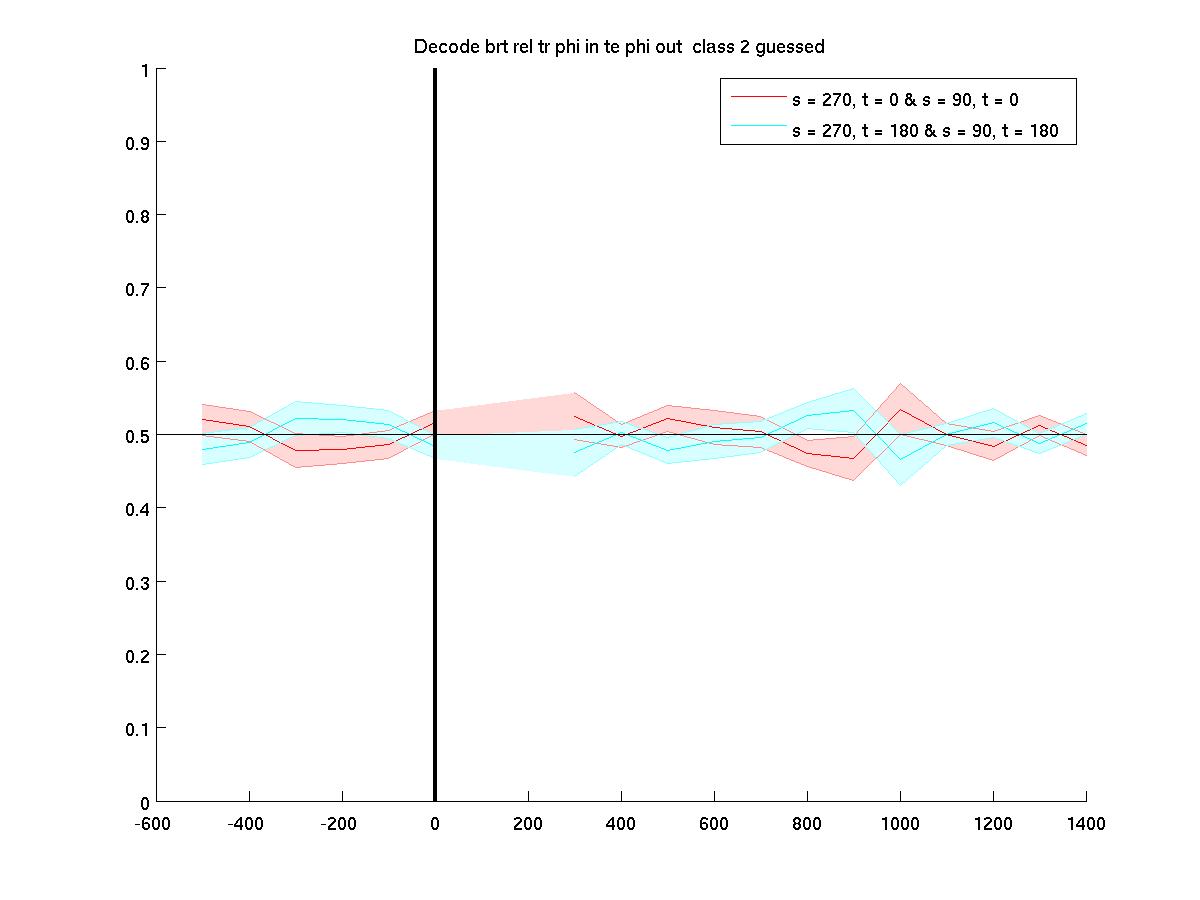 Decode brt rel tr phi in te phi out  class 2 guessed
s = 270, t = 0 & s = 90, t = 0
s = 270, t = 180 & s = 90, t = 180
1
0.9
0.8
0.7
0.6
0.5
0.4
0.3
0.2
0.1
0
-600 -400 -200 0 200 400 600 800 1000 1200 1400